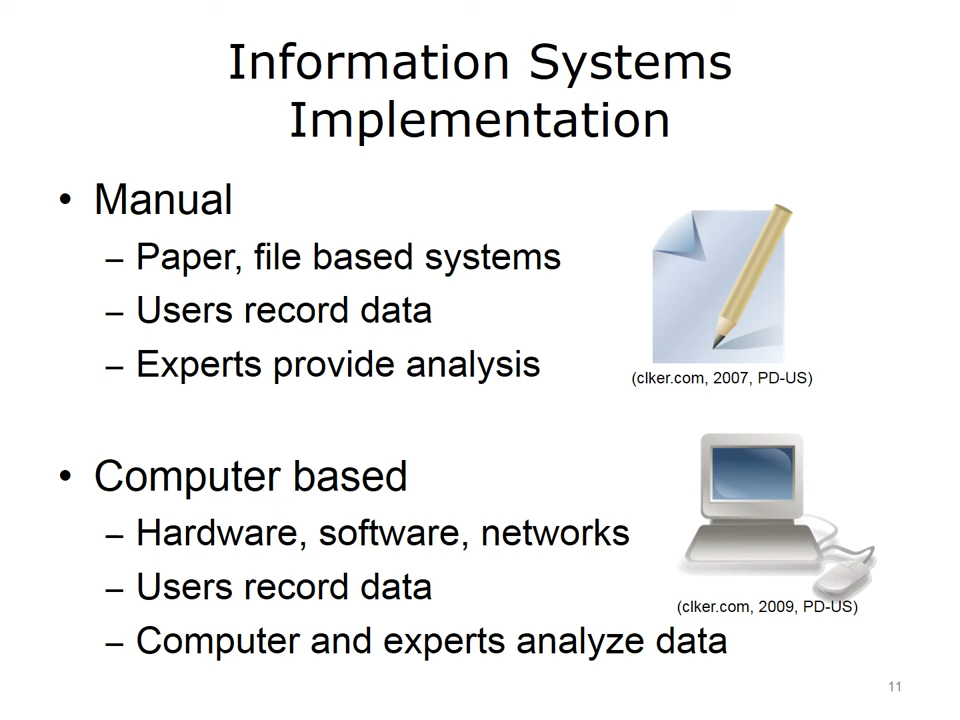 Information Systems
Implementation
• Manual
– Paper, file based systems
– Users record data
– Experts provide analysis
(clker.com, 2007, PD-US)
• Computer based
– Hardware, software, networks
– Users record data
(clker.com, 2009, PD-US)
– Computer and experts analyze data
11